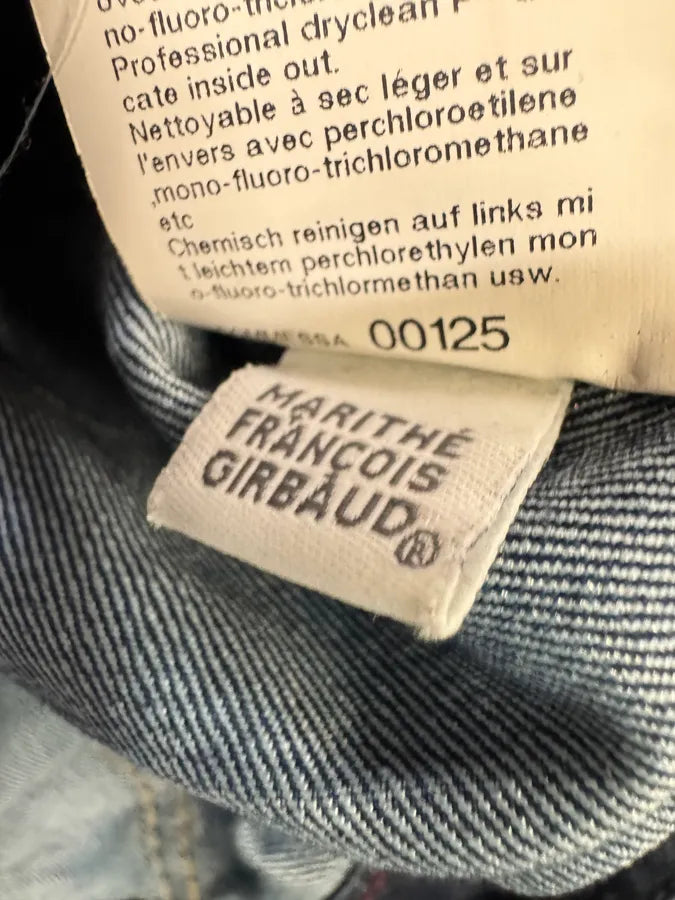 no-fluoro-
Professional dryclean
cate inside out.
Nettoyable à sec léger et sur
l'envers avec perchloroetilene
,mono-fluoro-trichloromethane
etc
Chemisch reinigen auf links mi
t leichtem perchlorethylen mon
o-fluoro-trichlormethan usw.
00125
MARITHÉ
FRANÇOIS
GIRBAUD®